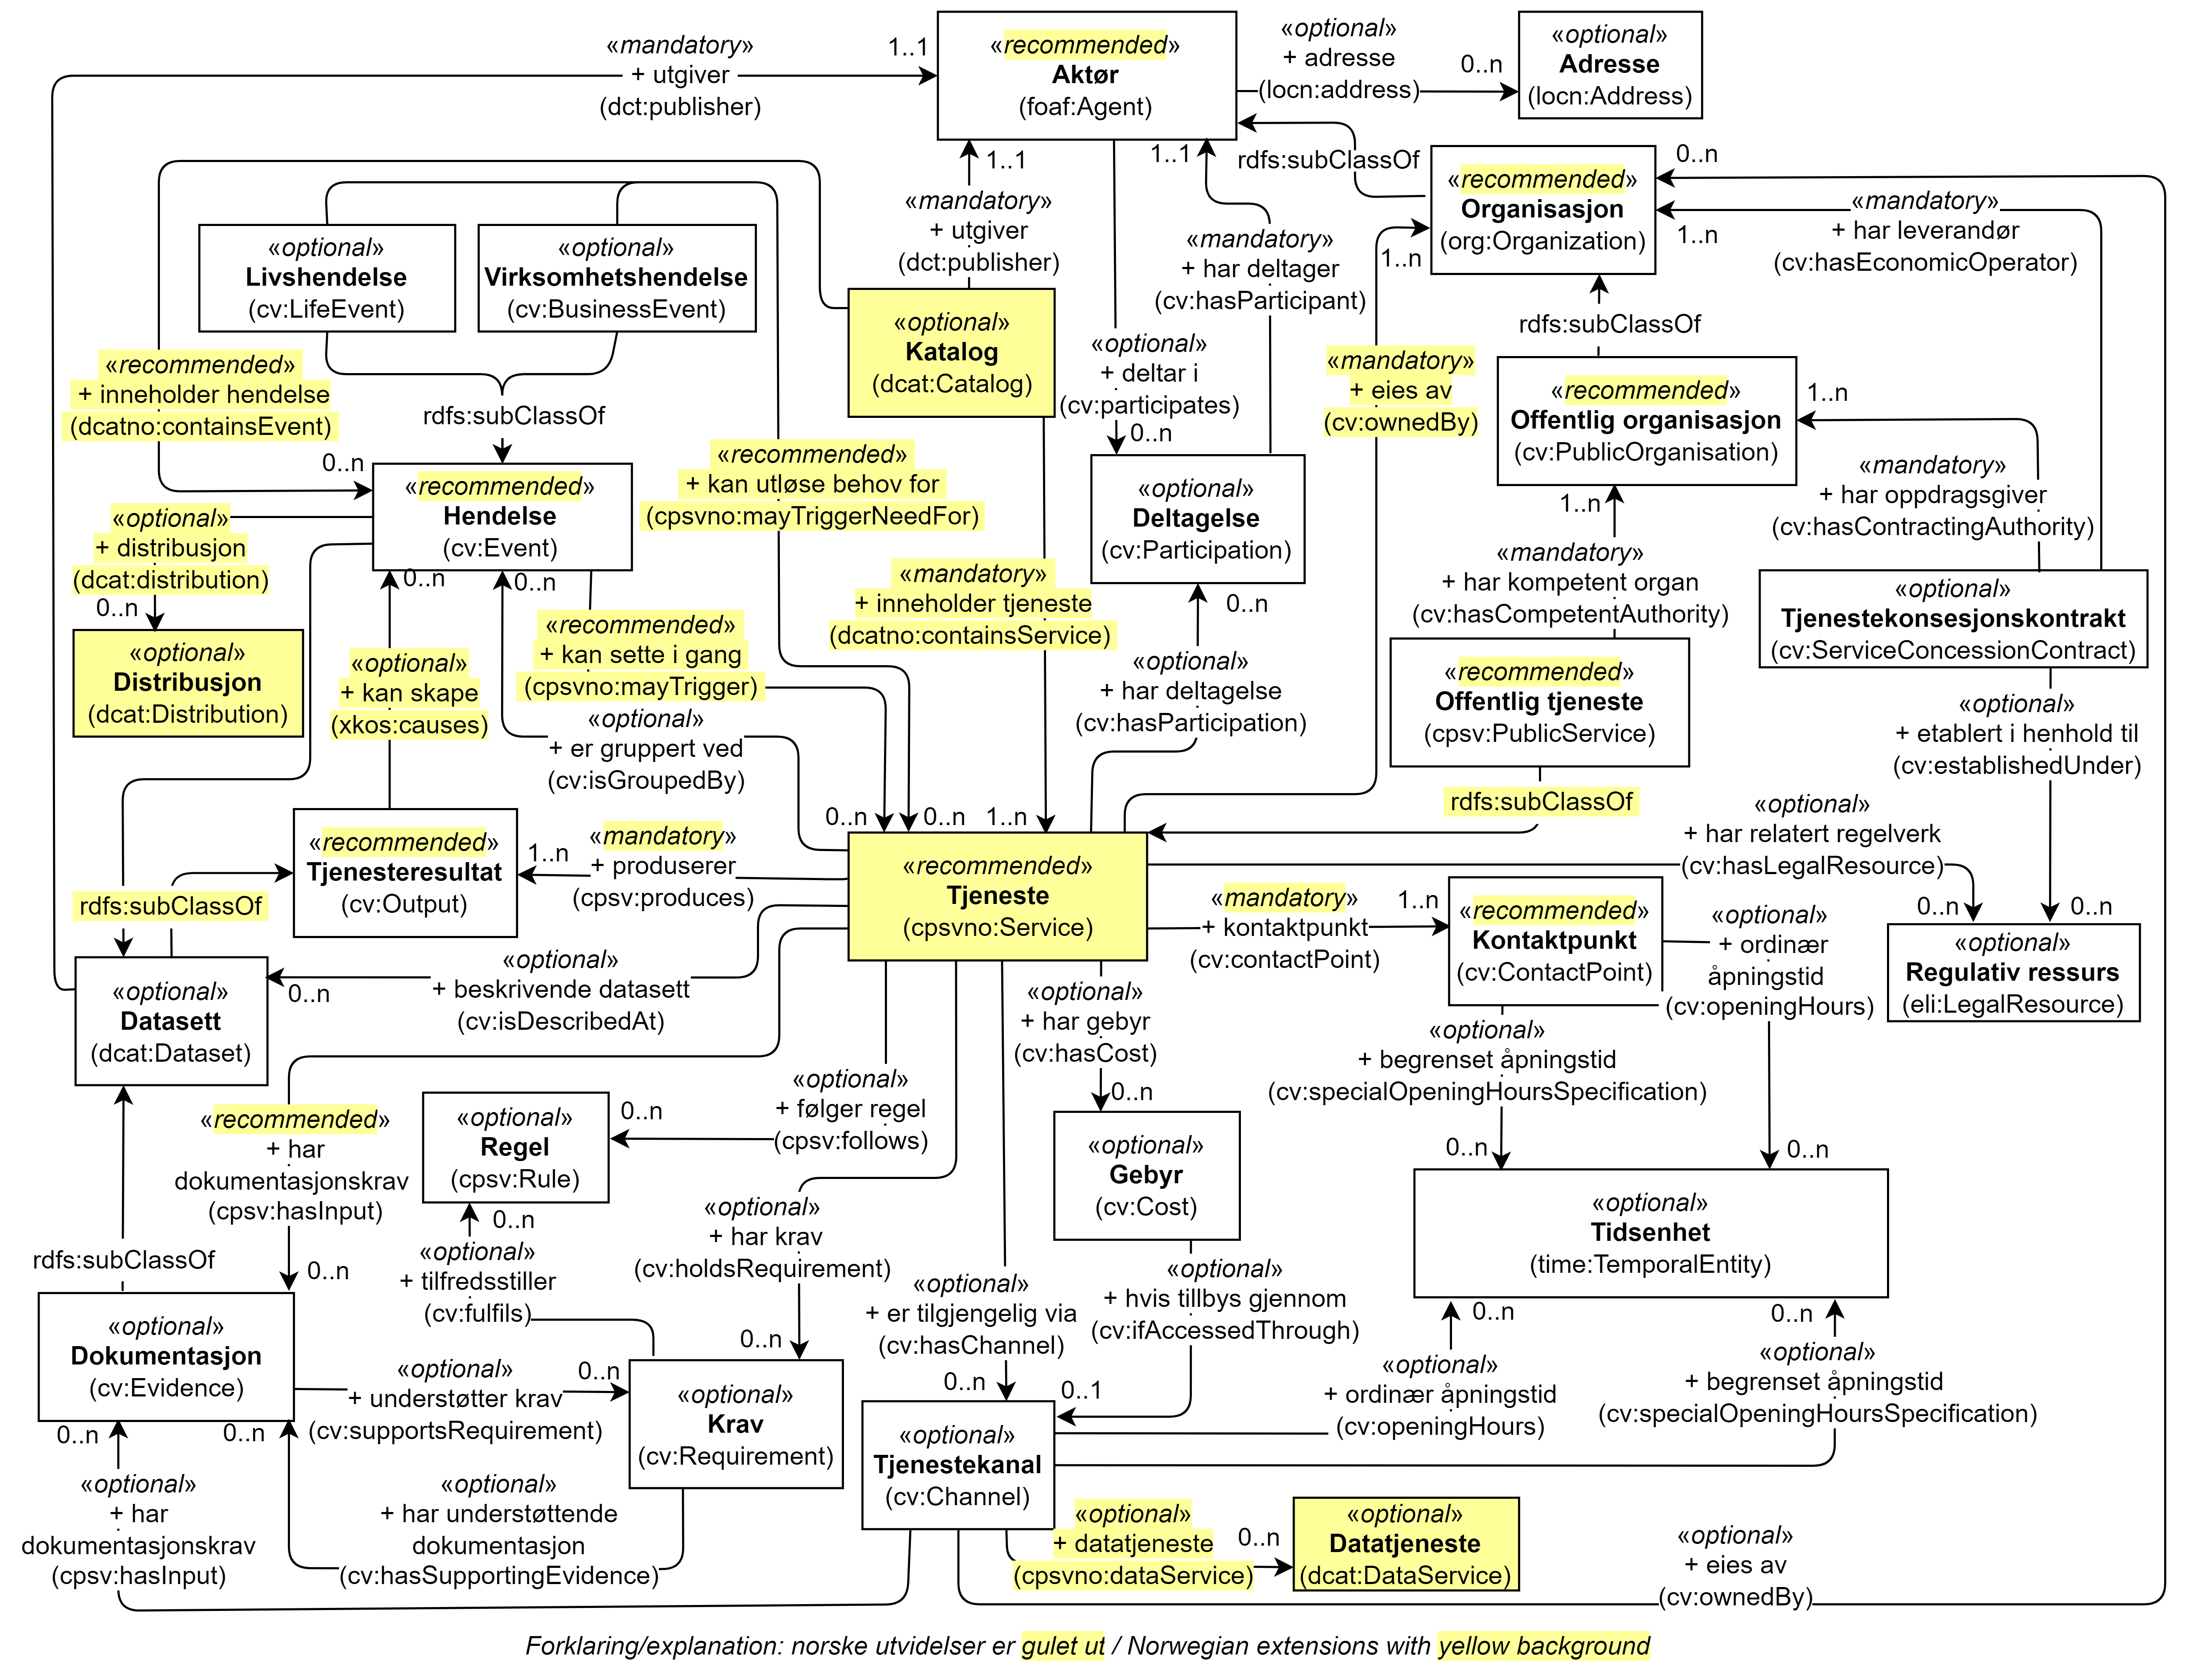 «mandatory»
+ utgiver
(dct:publisher)
1..1
«recommended»
Aktør
(foaf:Agent)
«optional»
+ adresse
(locn:address)
0..n
«optional»
Adresse
(locn:Address)
1..1
«mandatory»
+ utgiver
(dct:publisher)
1..1
rdfs:subClassOf
«mandatory»
+ har deltager
(cv:hasParticipant)
«recommended»
Organisasjon
(org:Organization)
0..n
«mandatory»
+ har leverandør
(cv:hasEconomicOperator)
1..n
1..n
«optional»
Livshendelse
(cv:LifeEvent)
«optional»
Virksomhetshendelse
(cv:BusinessEvent)
«optional»
Katalog
(dcat:Catalog)
«optional»
+ deltar i
(cv:participates)
0..n
«mandatory»
+ eies av
(cv:ownedBy)
rdfs:subClassOf
«recommended»
Offentlig organisasjon
(cv:PublicOrganisation)
1..n
«recommended»
+ inneholder hendelse
(dcatno:containsEvent)
rdfs:subClassOf
0..n
«recommended»
Hendelse
(cv:Event)
«recommended»
+ kan utløse behov for
(cpsvno:mayTriggerNeedFor)
«optional»
Deltagelse
(cv:Participation)
1..n
«mandatory»
+ har oppdragsgiver
(cv:hasContractingAuthority)
«optional»
+ distribusjon
(dcat:distribution)
0..n
«optional»
Distribusjon
(dcat:Distribution)
0..n
0..n
«recommended»
+ kan sette i gang
(cpsvno:mayTrigger)
«mandatory»
+ inneholder tjeneste
(dcatno:containsService)
0..n
«mandatory»
+ har kompetent organ
(cv:hasCompetentAuthority)
«optional»
Tjenestekonsesjonskontrakt
(cv:ServiceConcessionContract)
«optional»
+ kan skape
(xkos:causes)
«optional»
+ er gruppert ved
(cv:isGroupedBy)
«optional»
+ har deltagelse
(cv:hasParticipation)
«recommended»
Offentlig tjeneste
(cpsv:PublicService)
«optional»
+ etablert i henhold til
(cv:establishedUnder)
rdfs:subClassOf
0..n
0..n
1..n
«recommended»
Tjenesteresultat
(cv:Output)
1..n
«mandatory»
+ produserer
(cpsv:produces)
«recommended»
Tjeneste
(cpsvno:Service)
«optional»
+ har relatert regelverk
(cv:hasLegalResource)
0..n
0..n
rdfs:subClassOf
«mandatory»
+ kontaktpunkt
(cv:contactPoint)
1..n
«recommended»
Kontaktpunkt
(cv:ContactPoint)
«optional»
+ ordinær
åpningstid
(cv:openingHours)
«optional»
Regulativ ressurs
(eli:LegalResource)
«optional»
Datasett
(dcat:Dataset)
0..n
«optional»
+ beskrivende datasett
(cv:isDescribedAt)
«optional»
+ har gebyr
(cv:hasCost)
0..n
«optional»
+ begrenset åpningstid
(cv:specialOpeningHoursSpecification)
0..n
0..n
«recommended»
+ har
dokumentasjonskrav
(cpsv:hasInput)
0..n
«optional»
Regel
(cpsv:Rule)
0..n
«optional»
+ følger regel
(cpsv:follows)
«optional»
Gebyr
(cv:Cost)
«optional»
Tidsenhet
(time:TemporalEntity)
rdfs:subClassOf
0..n
«optional»
+ tilfredsstiller
(cv:fulfils)
«optional»
+ har krav
(cv:holdsRequirement)
0..n
«optional»
+ er tilgjengelig via
(cv:hasChannel)
0..n
«optional»
+ hvis tillbys gjennom
(cv:ifAccessedThrough)
0..1
0..n
0..n
«optional»
Dokumentasjon
(cv:Evidence)
«optional»
+ understøtter krav
(cv:supportsRequirement)
0..n
«optional»
Krav
(cv:Requirement)
«optional»
+ ordinær åpningstid
(cv:openingHours)
«optional»
+ begrenset åpningstid
(cv:specialOpeningHoursSpecification)
0..n
0..n
«optional»
Tjenestekanal
(cv:Channel)
«optional»
+ har
dokumentasjonskrav
(cpsv:hasInput)
«optional»
+ har understøttende
dokumentasjon
(cv:hasSupportingEvidence)
«optional»
+ datatjeneste
(cpsvno:dataService)
0..n
«optional»
Datatjeneste
(dcat:DataService)
«optional»
+ eies av
(cv:ownedBy)
Forklaring/explanation: norske utvidelser er gulet ut / Norwegian extensions with yellow background